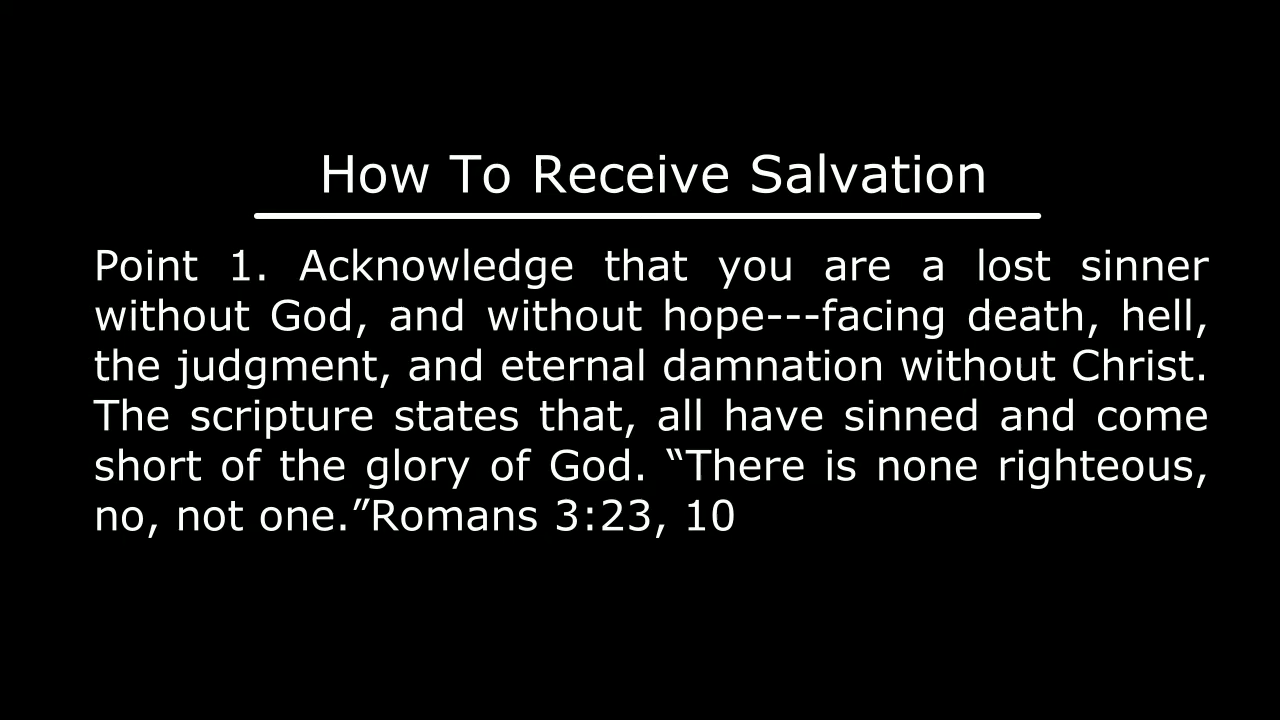 How To Receive Salvation
Point 1. Acknowledge that you are a lost sinner
without God, and without hope---facing death, hell,
the judgment, and eternal damnation without Christ.
The scripture states that, all have sinned and come
short of the glory of God. “There is none righteous,
no, not one.”Romans 3:23, 10